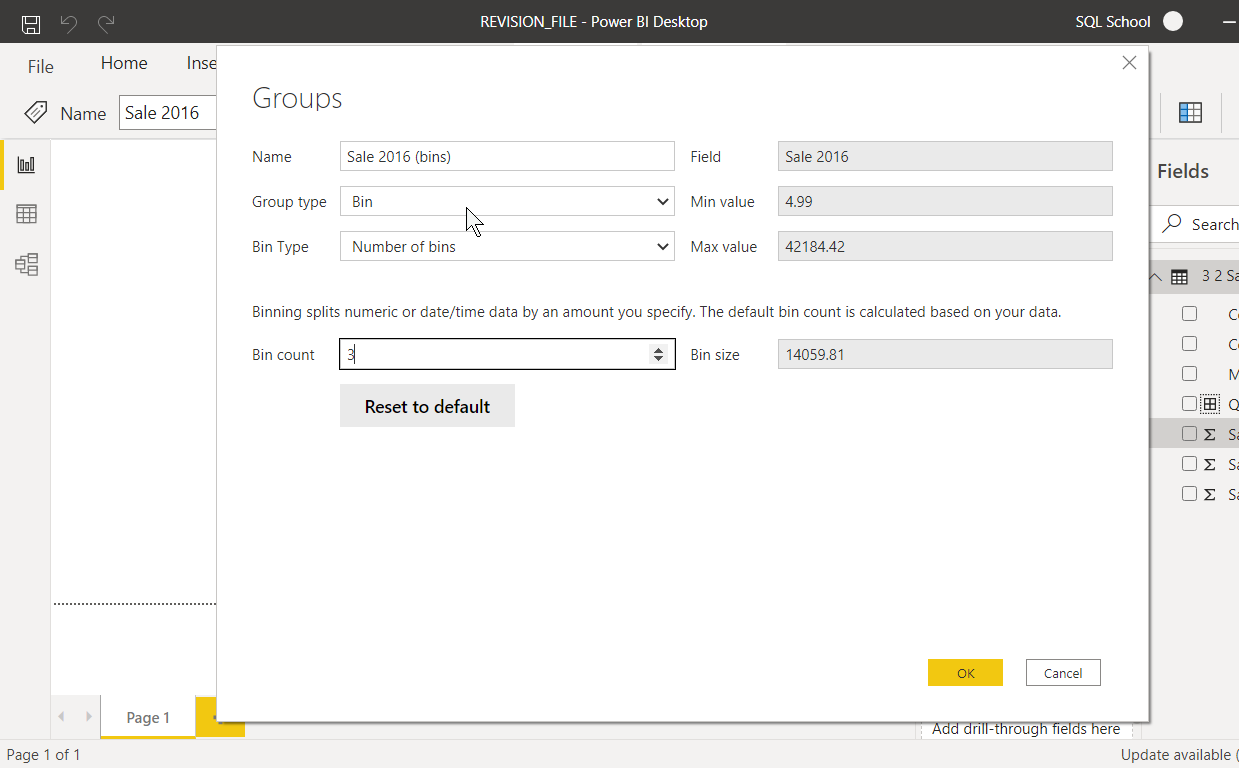 REVISION_FILE - Power BI Desktop
SQL School
File
Home
Inse
Name
Sale 2016
Groups
Name
Sale 2016 (bins)
Field
Sale 2016
Group type
Bin
Min value
4.99
Bin Type
Number of bins
Max value
42184.42
Binning splits numeric or date/time data by an amount you specify. The default bin count is calculated based on your data.
Bin count
3
Bin size
14059.81
Reset to default
OK
Cancel
Fields
Search
3 2 Sa
C
C
M
Q
Sa
Sa
Sa
Page 1
Add drill-through fields here
Page 1 of 1
Update available (